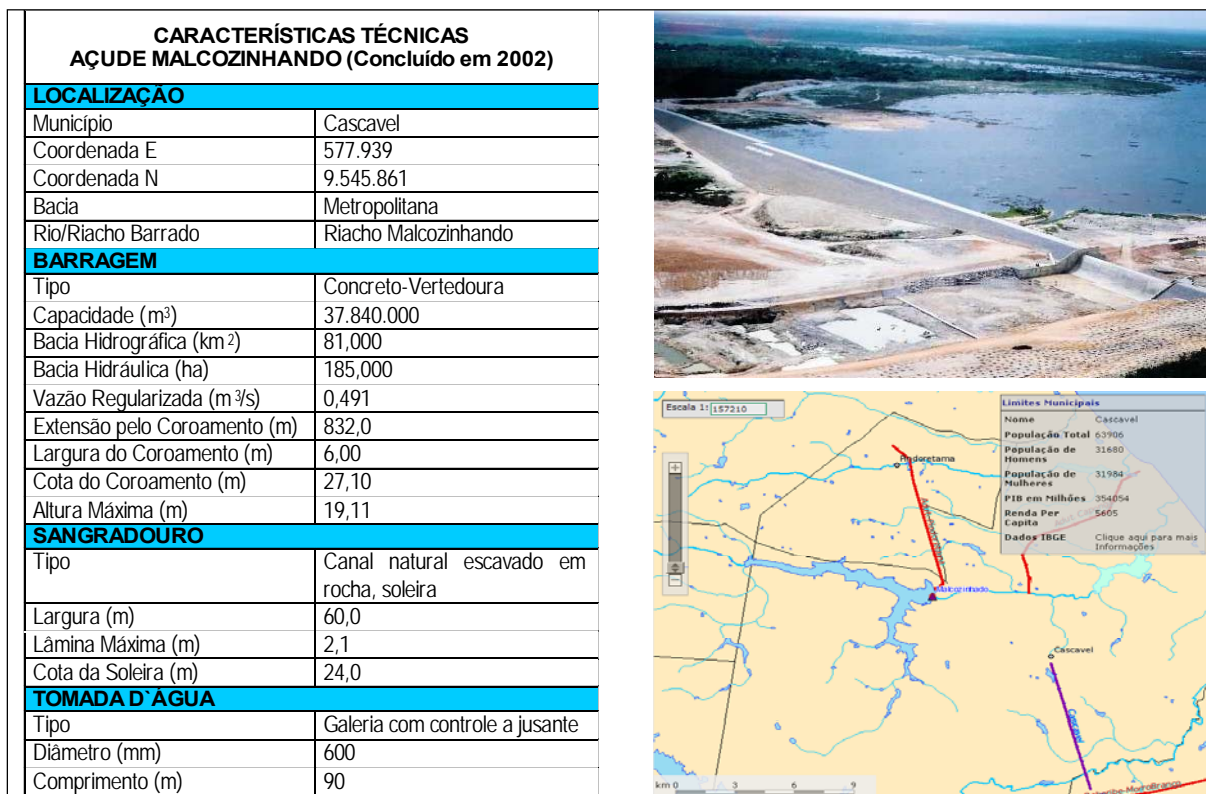 CARACTERÍSTICAS TÉCNICAS
AÇUDE MALCOZINHANDO (Concluído em 2002)
LOCALIZAÇÃO
Município Cascavel
Coordenada E 577.939
Coordenada N 9.545.861
Bacia Metropolitana
Rio/Riacho Barrado Riacho Malcozinhando
BARRAGEM
Tipo Concreto-Vertedoura
Capacidade (m³) 37.840.000
Bacia Hidrográfica (km²) 81,000
Bacia Hidráulica (ha) 185,000
Vazão Regularizada (m³/s) 0,491
Extensão pelo Coroamento (m) 832,0
Largura do Coroamento (m) 6,00
Cota do Coroamento (m) 27,10
Altura Máxima (m) 19,11
SANGRADOURO
Tipo Canal natural escavado em
rocha, soleira
Largura (m) 60,0
Lâmina Máxima (m) 2,1
Cota da Soleira (m) 24,0
TOMADA D`ÁGUA
Tipo Galeria com controle a jusante
Diâmetro (mm) 600
Comprimento (m) 90
Escala 1: 157210
Limites Municipais
Nome Cascavel
População Total 63906
População de
Homens 31680
População de
Mulheres 31984
PIB em Milhões 354054
Renda Per
Capita 5605
Dados IBGE Clique aqui para mais
Informações
Pindoretama
Malcozinhado
Cascavel
Cascavel
km 0 3 6 9